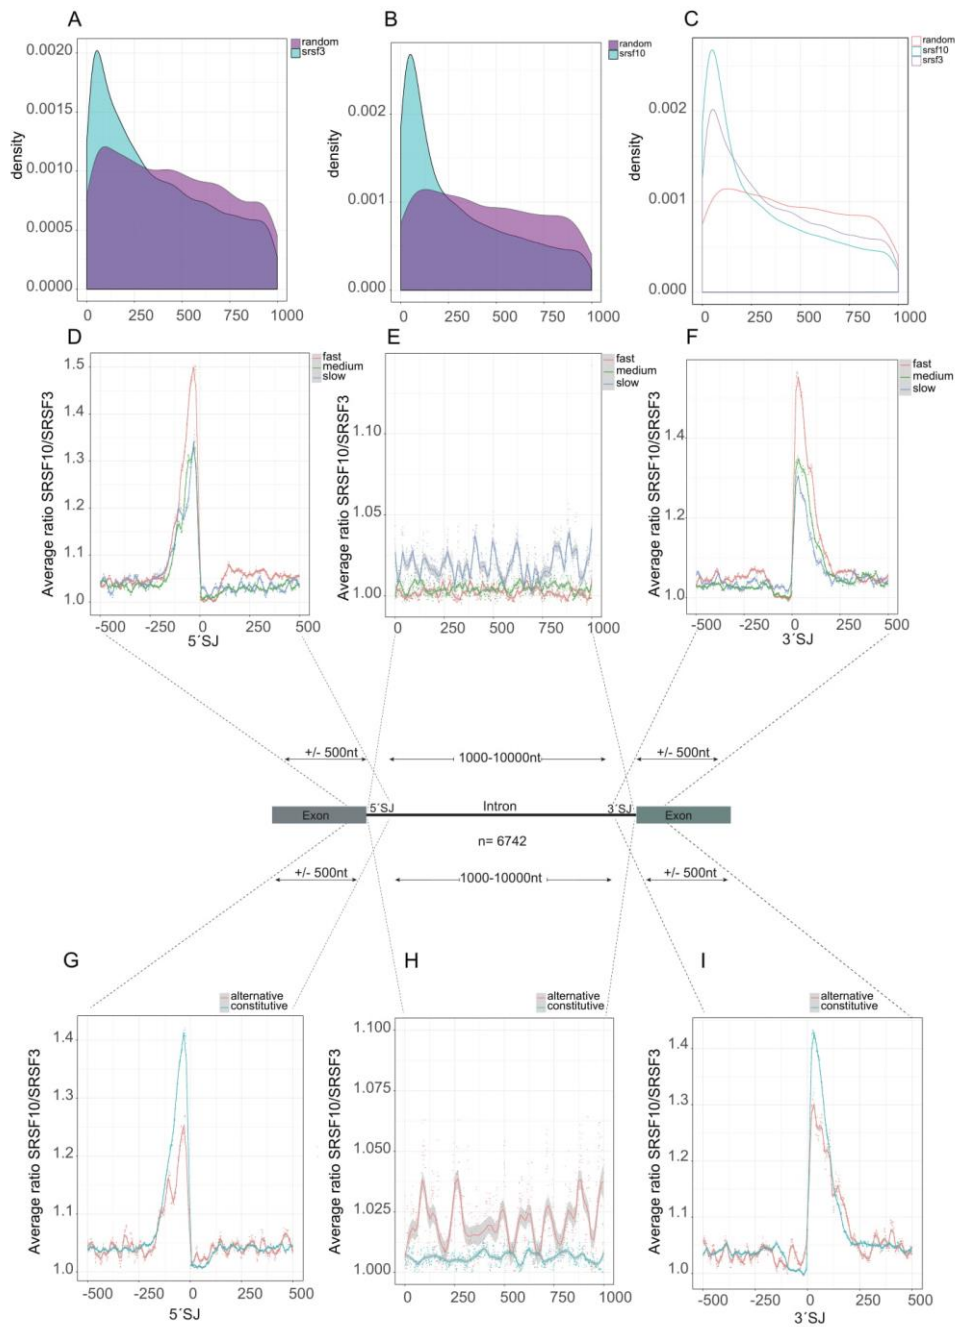 A
random
srsf3
0.0020
0.0015
0.0010
0.0005
0.0000
density
0
250
500
750
1000
B
random
srsf10
0.002
0.001
0.000
density
0
250
500
750
1000
C
random
srsf10
srsf3
0.002
0.001
0.000
density
0
250
500
750
1000
D
fast
medium
slow
1.5
1.4
1.3
1.2
1.1
1.0
Average ratio SRSF10/SRSF3
-500
-250
0
250
500
5´SJ
E
fast
medium
slow
1.10
1.05
1.00
Average ratio SRSF10/SRSF3
0
250
500
750
1000
F
fast
medium
slow
1.4
1.2
1.0
Average ratio SRSF10/SRSF3
-500
-250
0
250
500
3´SJ
+/- 500nt
1000-10000nt
+/- 500nt
Exon
5´SJ
Intron
3´SJ
Exon
n= 6742
+/- 500nt
1000-10000nt
+/- 500nt
G
alternative
constitutive
1.4
1.3
1.2
1.1
1.0
Average ratio SRSF10/SRSF3
-500
-250
0
250
500
5´SJ
H
alternative
constitutive
1.100
1.075
1.050
1.025
1.000
Average ratio SRSF10/SRSF3
0
250
500
750
1000
I
alternative
constitutive
1.4
1.3
1.2
1.1
1.0
Average ratio SRSF10/SRSF3
-500
-250
0
250
500
3´SJ